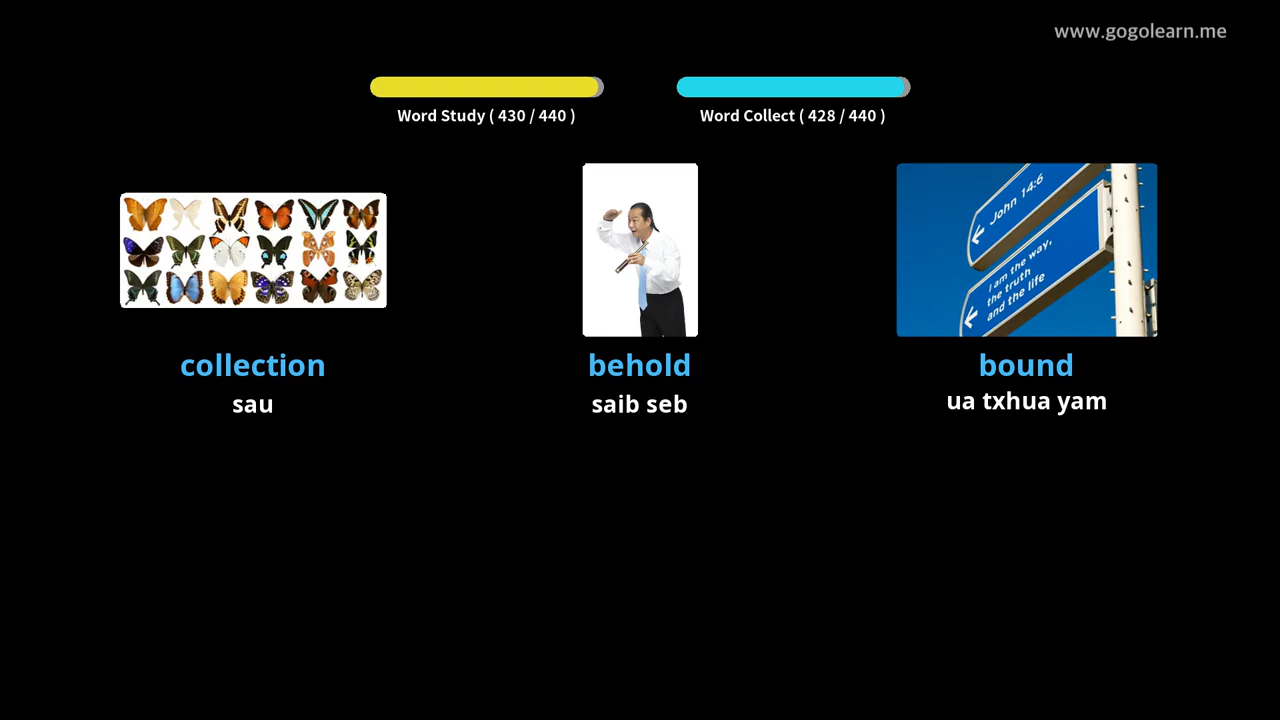 www.gogolearn.me
Word Study ( 430 / 440 )
Word Collect ( 428 / 440 )
John 14:6
I am the way,
the truth
and the life
collection
behold
bound
sau
saib seb
ua txhua yam